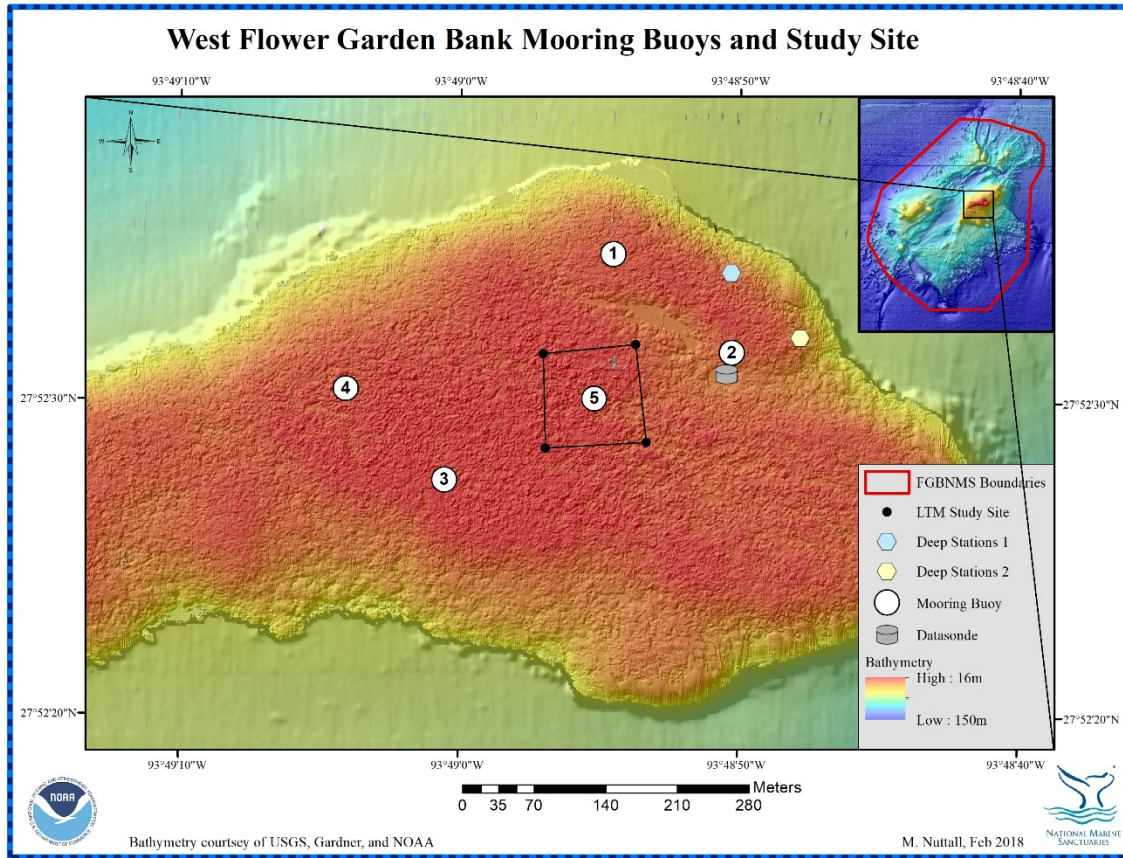 West Flower Garden Bank Mooring Buoys and Study Site
93°49'10"W 93°49'0"W 93°48'50"W 93°48'40"W
N
W E
S
1
2
27°52'30"N 4 5 27°52'30"N
3
FGBNMS Boundaries
LTM Study Site
Deep Stations 1
Deep Stations 2
Mooring Buoy
Datasonde
Bathymetry
High : 16m
Low : 150m
27°52'20"N 27°52'20"N
93°49'10"W 93°49'0"W 93°48'50"W 93°48'40"W
Meters
0 35 70 140 210 280
NOAA
Bathymetry courtsey of USGS, Gardner, and NOAA
M. Nuttall, Feb 2018
NATIONAL MARINE
SANCTUARIES